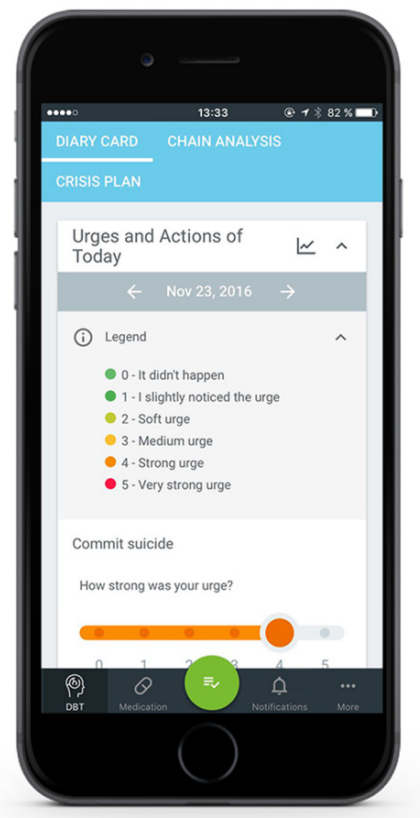 13:33 82 %
DIARY CARD CHAIN ANALYSIS
CRISIS PLAN
Urges and Actions of
Today
Nov 23, 2016
Legend
0 - It didn't happen
1 - I slightly noticed the urge
2 - Soft urge
3 - Medium urge
4 - Strong urge
5 - Very strong urge
Commit suicide
How strong was your urge?
0 1 2 3 4 5
DBT Medication Notifications More